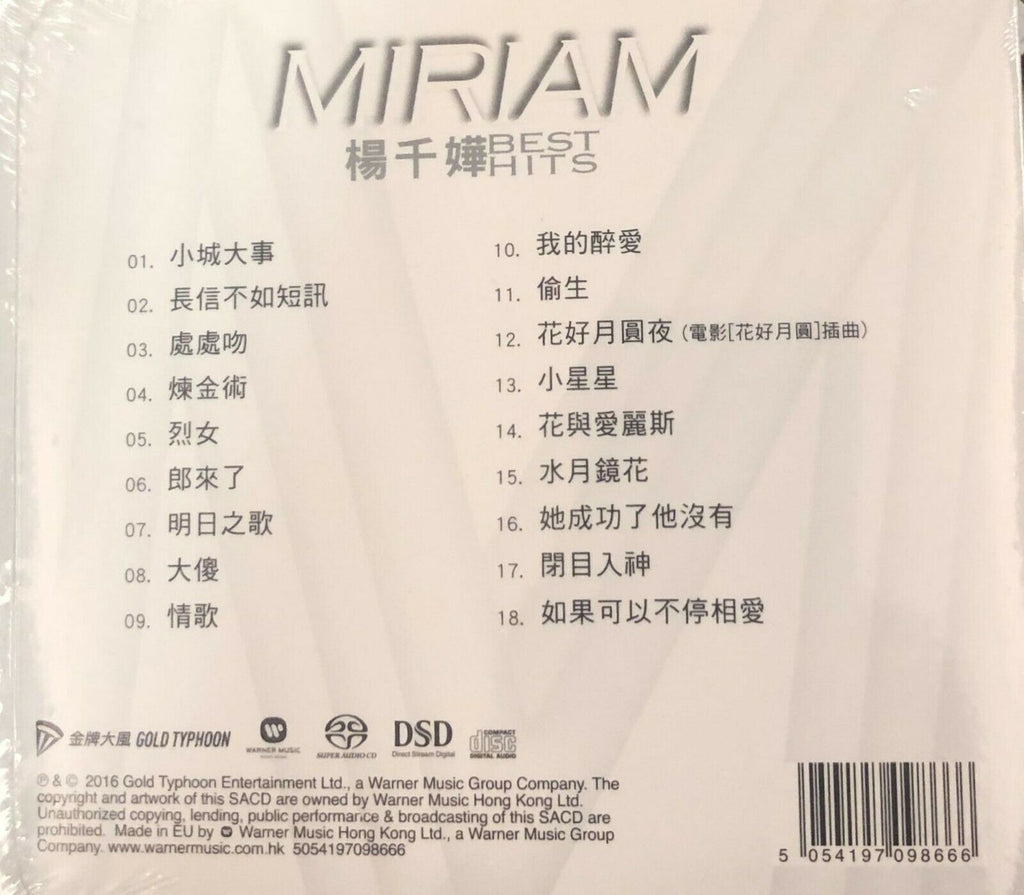 MIRIAM
楊千嬅 BEST HITS
01. 小城大事
02. 長信不如短訊
03. 處處吻
04. 煉金術
05. 烈女
06. 郎來了
07. 明日之歌
08. 大傻
09. 情歌
10. 我的醉愛
11. 偷生
12. 花好月圓夜 (電影[花好月圓]插曲)
13. 小星星
14. 花與愛麗斯
15. 水月鏡花
16. 她成功了他沒有
17. 閉目入神
18. 如果可以不停相愛
金牌大風 GOLD TYPHOON
WARNER MUSIC
SUPER AUDIO CD
DSD
Direct Stream Digital
COMPACT
disc
DIGITAL AUDIO
℗ & © 2016 Gold Typhoon Entertainment Ltd., a Warner Music Group Company. The
copyright and artwork of this SACD are owned by Warner Music Hong Kong Ltd.
Unauthorized copying, lending, public performance & broadcasting of this SACD are
prohibited. Made in EU by Warner Music Hong Kong Ltd., a Warner Music Group
Company. www.warnermusic.com.hk 5054197098666
5 054197 098666